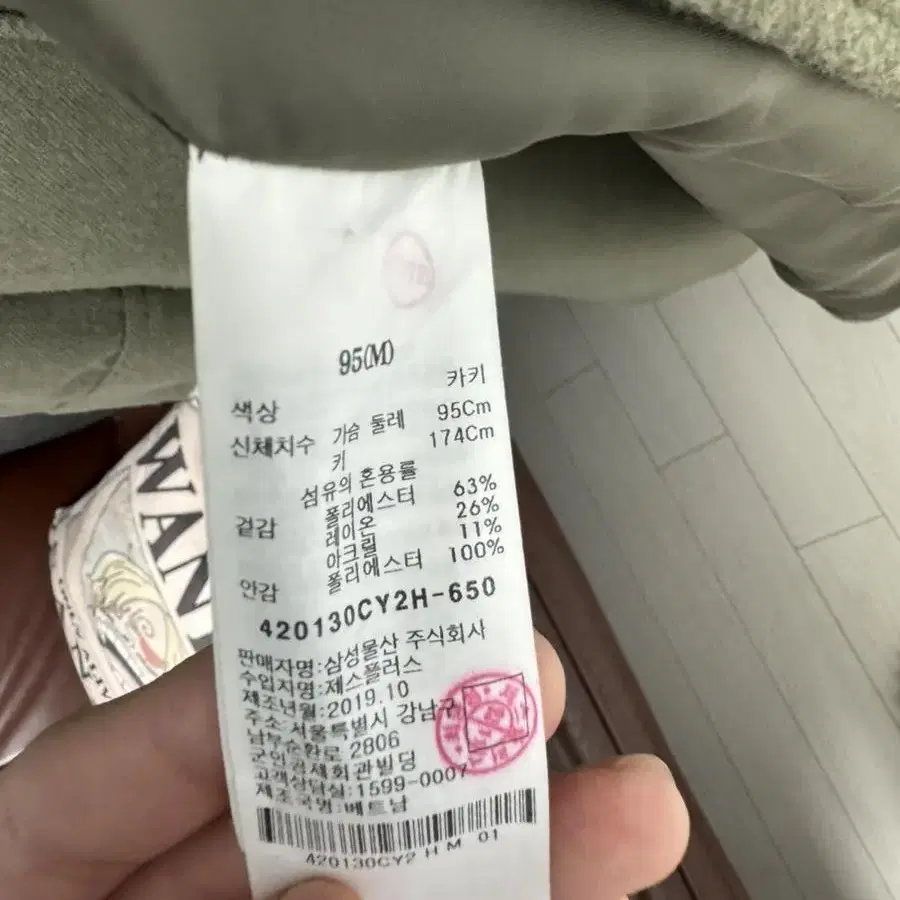 95(M)
색상 카키
신체치수 가슴 둘레 95Cm
키 174Cm
섬유의 혼용률
겉감 폴리에스터 63%
레이온 26%
아크릴 11%
안감 폴리에스터 100%
420130CY2H-650
판매자명:삼성물산 주식회사
수입자명:제스플러스
제조년월:2019.10
주소:서울특별시 강남구
남부순환로 2806
군인공제회관빌딩
고객상담실:1599-0007
제조국명:베트남
420130CY2 H M 01
WAN